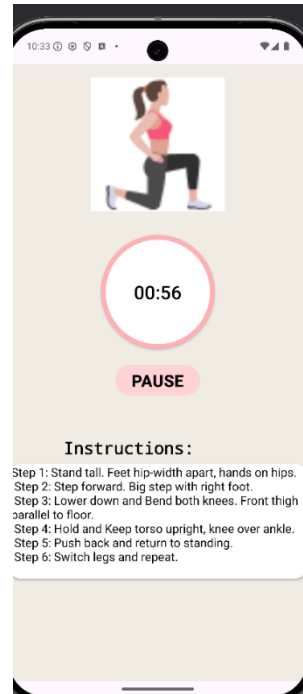 10:33
00:56
PAUSE
Instructions:
Step 1: Stand tall. Feet hip-width apart, hands on hips.
Step 2: Step forward. Big step with right foot.
Step 3: Lower down and Bend both knees. Front thigh
parallel to floor.
Step 4: Hold and Keep torso upright, knee over ankle.
Step 5: Push back and return to standing.
Step 6: Switch legs and repeat.